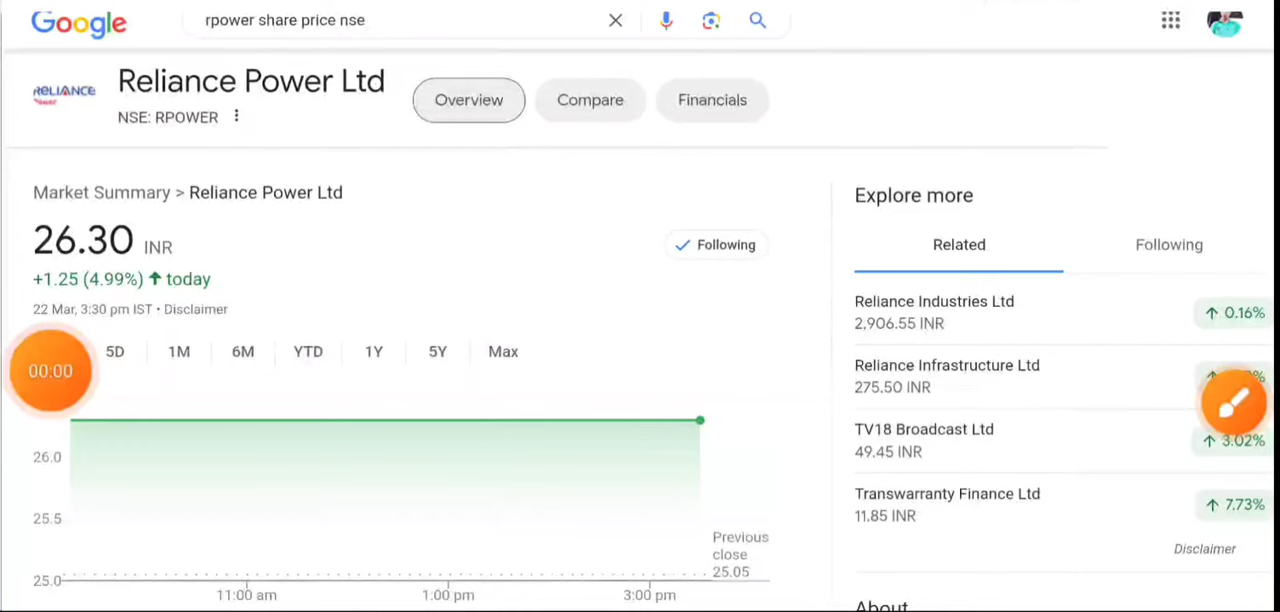 Google
rpower share price nse
RELIANCE
Power
Reliance Power Ltd
NSE: RPOWER
Overview
Compare
Financials
Market Summary > Reliance Power Ltd
26.30 INR
+1.25 (4.99%) ↑ today
22 Mar, 3:30 pm IST • Disclaimer
Following
00:00
5D
1M
6M
YTD
1Y
5Y
Max
26.0
25.5
25.0
Previous
close
25.05
11:00 am
1:00 pm
3:00 pm
Explore more
Related
Following
Reliance Industries Ltd
2,906.55 INR
↑ 0.16%
Reliance Infrastructure Ltd
275.50 INR
TV18 Broadcast Ltd
49.45 INR
↑ 3.02%
Transwarranty Finance Ltd
11.85 INR
↑ 7.73%
Disclaimer
About